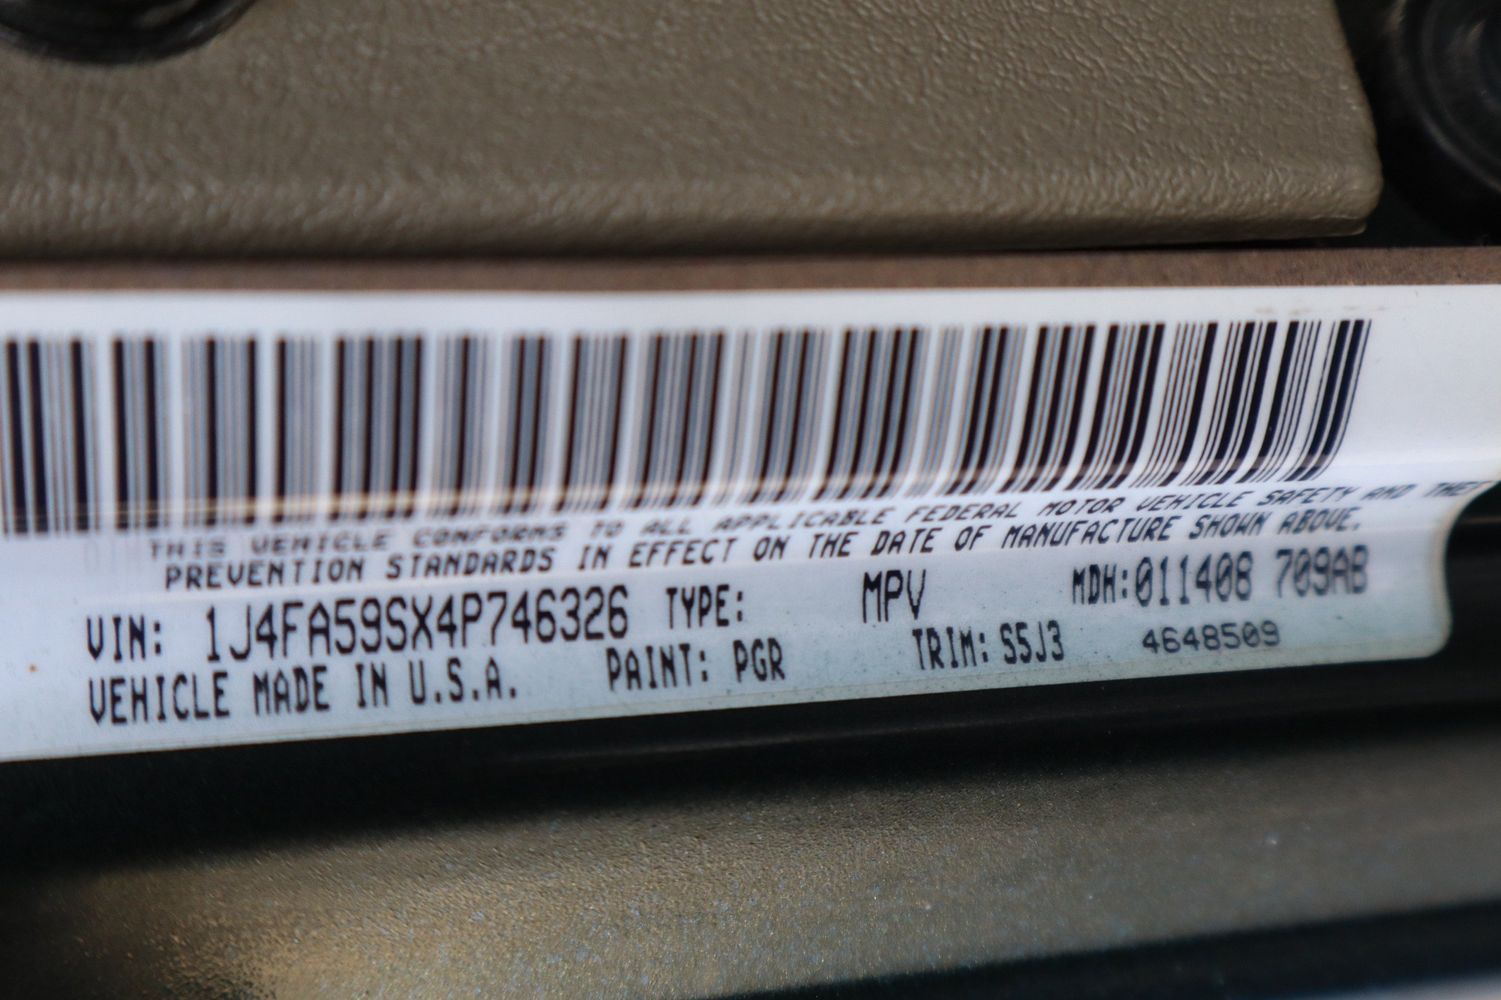 THIS VEHICLE CONFORMS TO ALL APPLICABLE FEDERAL MOTOR VEHICLE SAFETY AND THEFT
PREVENTION STANDARDS IN EFFECT ON THE DATE OF MANUFACTURE SHOWN ABOVE.
VIN: 1J4FA59SX4P746326 TYPE: MPV MDH:011408 709AB
VEHICLE MADE IN U.S.A. PAINT: PGR TRIM: S5J3 4648509